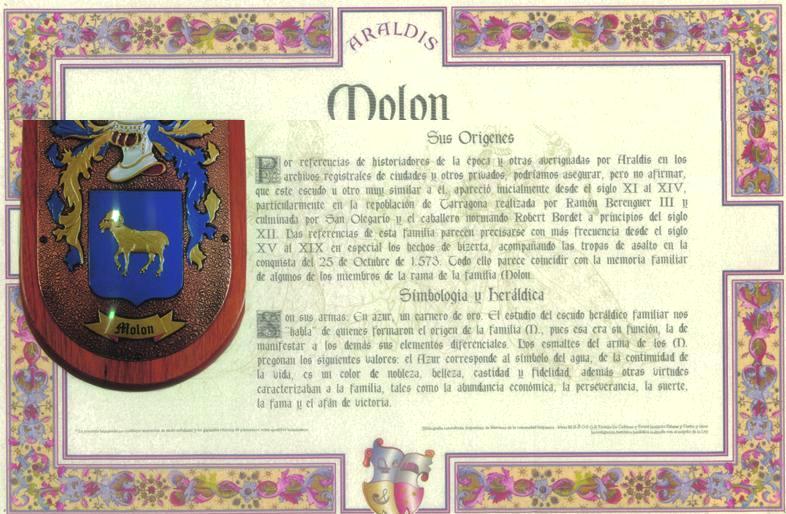 ARALDIS
Molon
Sus Orígenes
Por referencias de historiadores de la época y otras averiguadas por Araldis en los
archivos registrales de ciudades y otros privados, podríamos asegurar, pero no afirmar,
que este escudo u otro muy similar a él, apareció inicialmente desde el siglo XI al XIV,
particularmente en la repoblación de Tarragona realizada por Ramón Berenguer III y
culminada por San Olegario y el caballero normando Robert Bordet a principios del siglo
XII. Las referencias de esta familia parecen precisarse con más frecuencia desde el siglo
XV al XIX en especial los hechos de bizerta, acompañando las tropas de asalto en la
conquista del 25 de Octubre de 1.573. Todo ello parece coincidir con la memoria familiar
de algunos de los miembros de la rama de la familia Molon.
Simbología y heráldica
Son sus armas: En azur, un carnero de oro. El estudio del escudo heráldico familiar nos
"habla" de quienes formaron el origen de la familia M., pues esa era su función, la de
manifestar a los demás sus elementos diferenciales. Los esmaltes del arma de los M.
pregonan los siguientes valores: el Azur corresponde al símbolo del agua, de la continuidad de
la vida, es un color de nobleza, belleza, castidad y fidelidad, además otras virtudes
caracterizaban a la familia, tales como la abundancia económica, la perseverancia, la suerte,
la fama y el afán de victoria.
Molon